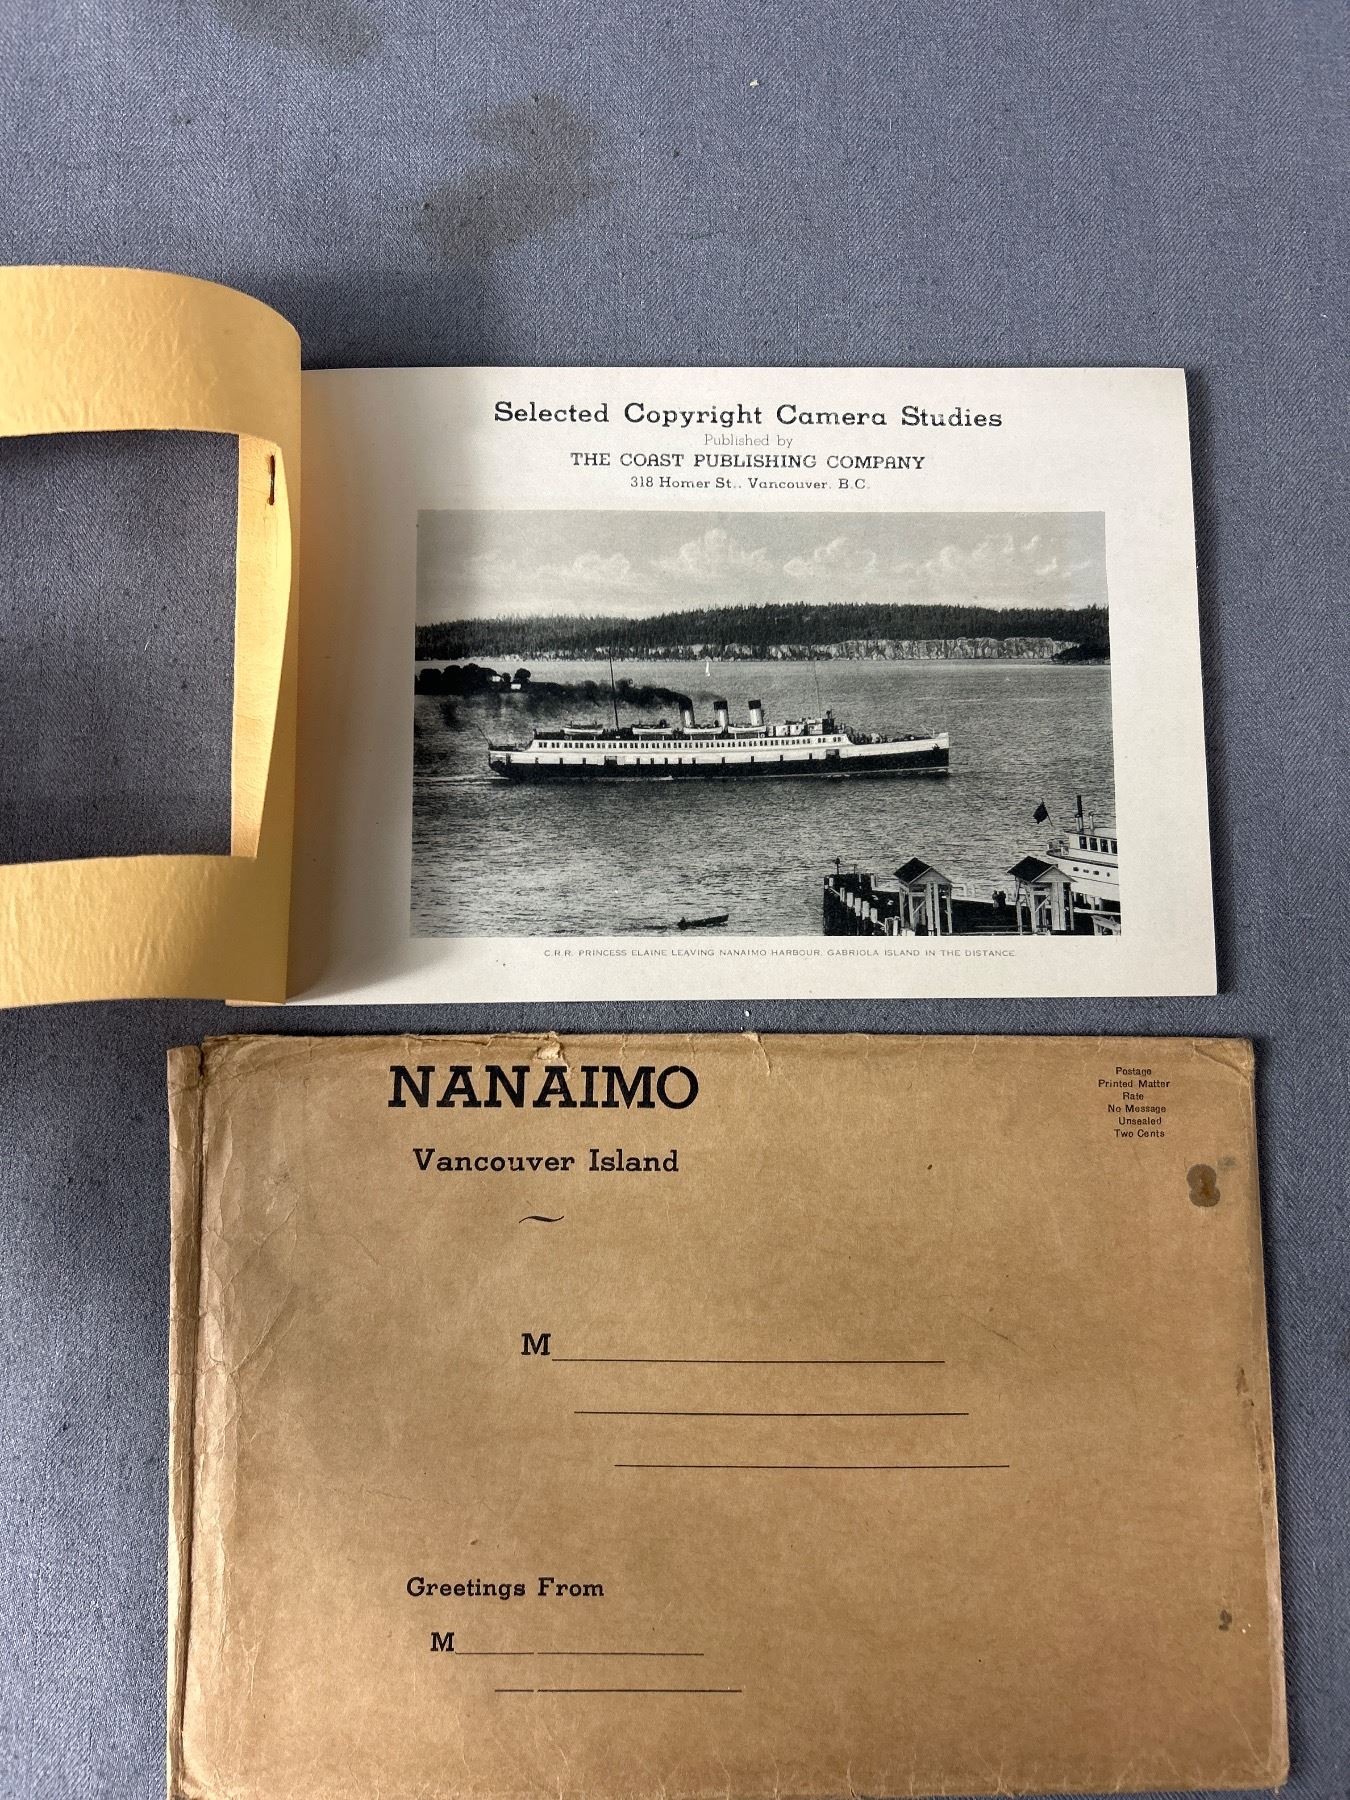 Selected Copyright Camera Studies
Published by
THE COAST PUBLISHING COMPANY
318 Homer St., Vancouver, B.C.
C.R.R. PRINCESS ELAINE LEAVING NANAIMO HARBOUR, GABRIOLA ISLAND IN THE DISTANCE.
NANAIMO
Vancouver Island
Postage
Printed Matter
Rate
No Message
Unsealed
Two Cents
M
Greetings From
M